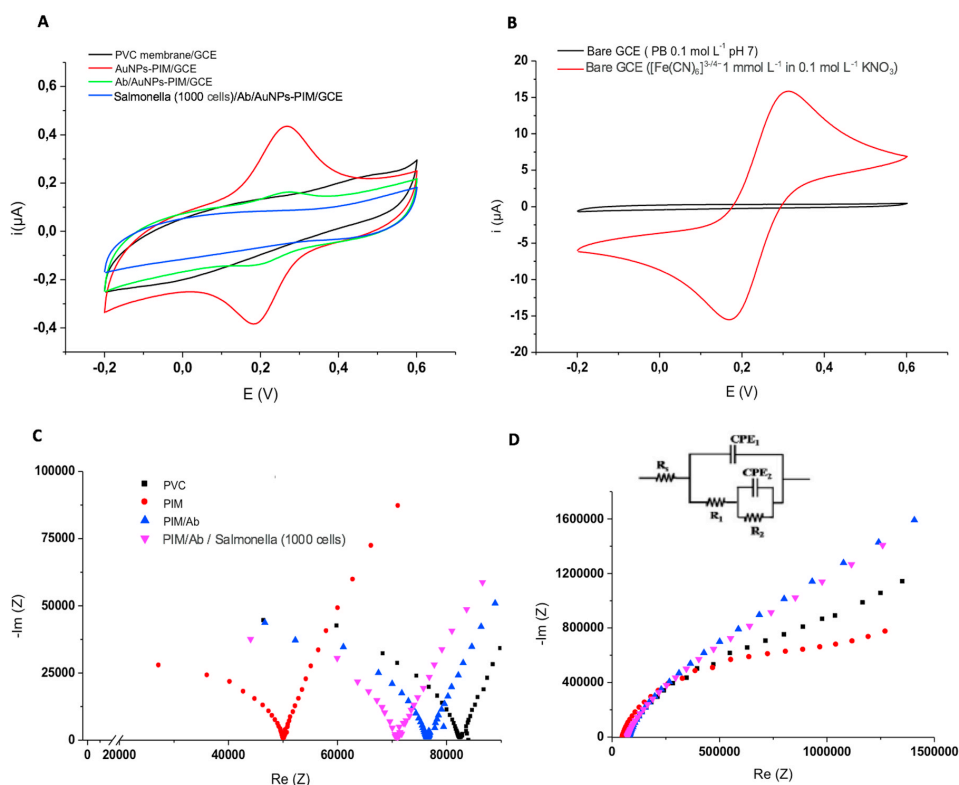 A
PVC membrane/GCE
AuNPs-PIM/GCE
Ab/AuNPs-PIM/GCE
Salmonella (1000 cells)/Ab/AuNPs-PIM/GCE
0,6
0,4
0,2
0,0
-0,2
-0,4
i(µA)
-0,2
0,0
0,2
0,4
0,6
E (V)
B
Bare GCE ( PB 0.1 mol L⁻¹ pH 7)
Bare GCE ([Fe(CN)₆]³⁻/⁴⁻ 1 mmol L⁻¹ in 0.1 mol L⁻¹ KNO₃)
20
15
10
5
0
-5
-10
-15
-20
i (µA)
-0,2
0,0
0,2
0,4
0,6
E (V)
C
PVC
PIM
PIM/Ab
PIM/Ab / Salmonella (1000 cells)
100000
75000
50000
25000
0
-Im (Z)
0
20000
40000
60000
80000
Re (Z)
D
CPE₁
Rₛ
CPE₂
R₁
R₂
1600000
1200000
800000
400000
0
-Im (Z)
0
500000
1000000
1500000
Re (Z)